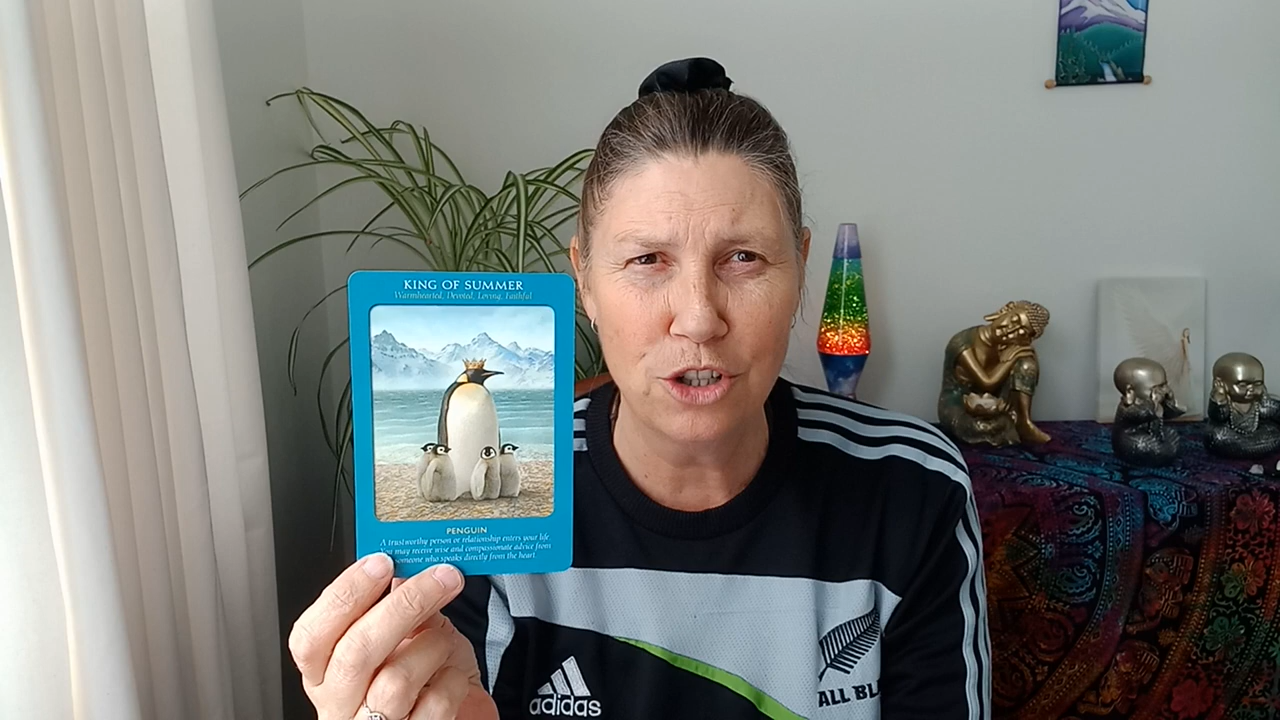 KING OF SUMMER
Warmhearted, Devoted, Loving, Faithful
PENGUIN
A trustworthy person or relationship enters your life.
You may receive wise and compassionate advice from
someone who speaks directly from the heart.
adidas
ALL BL